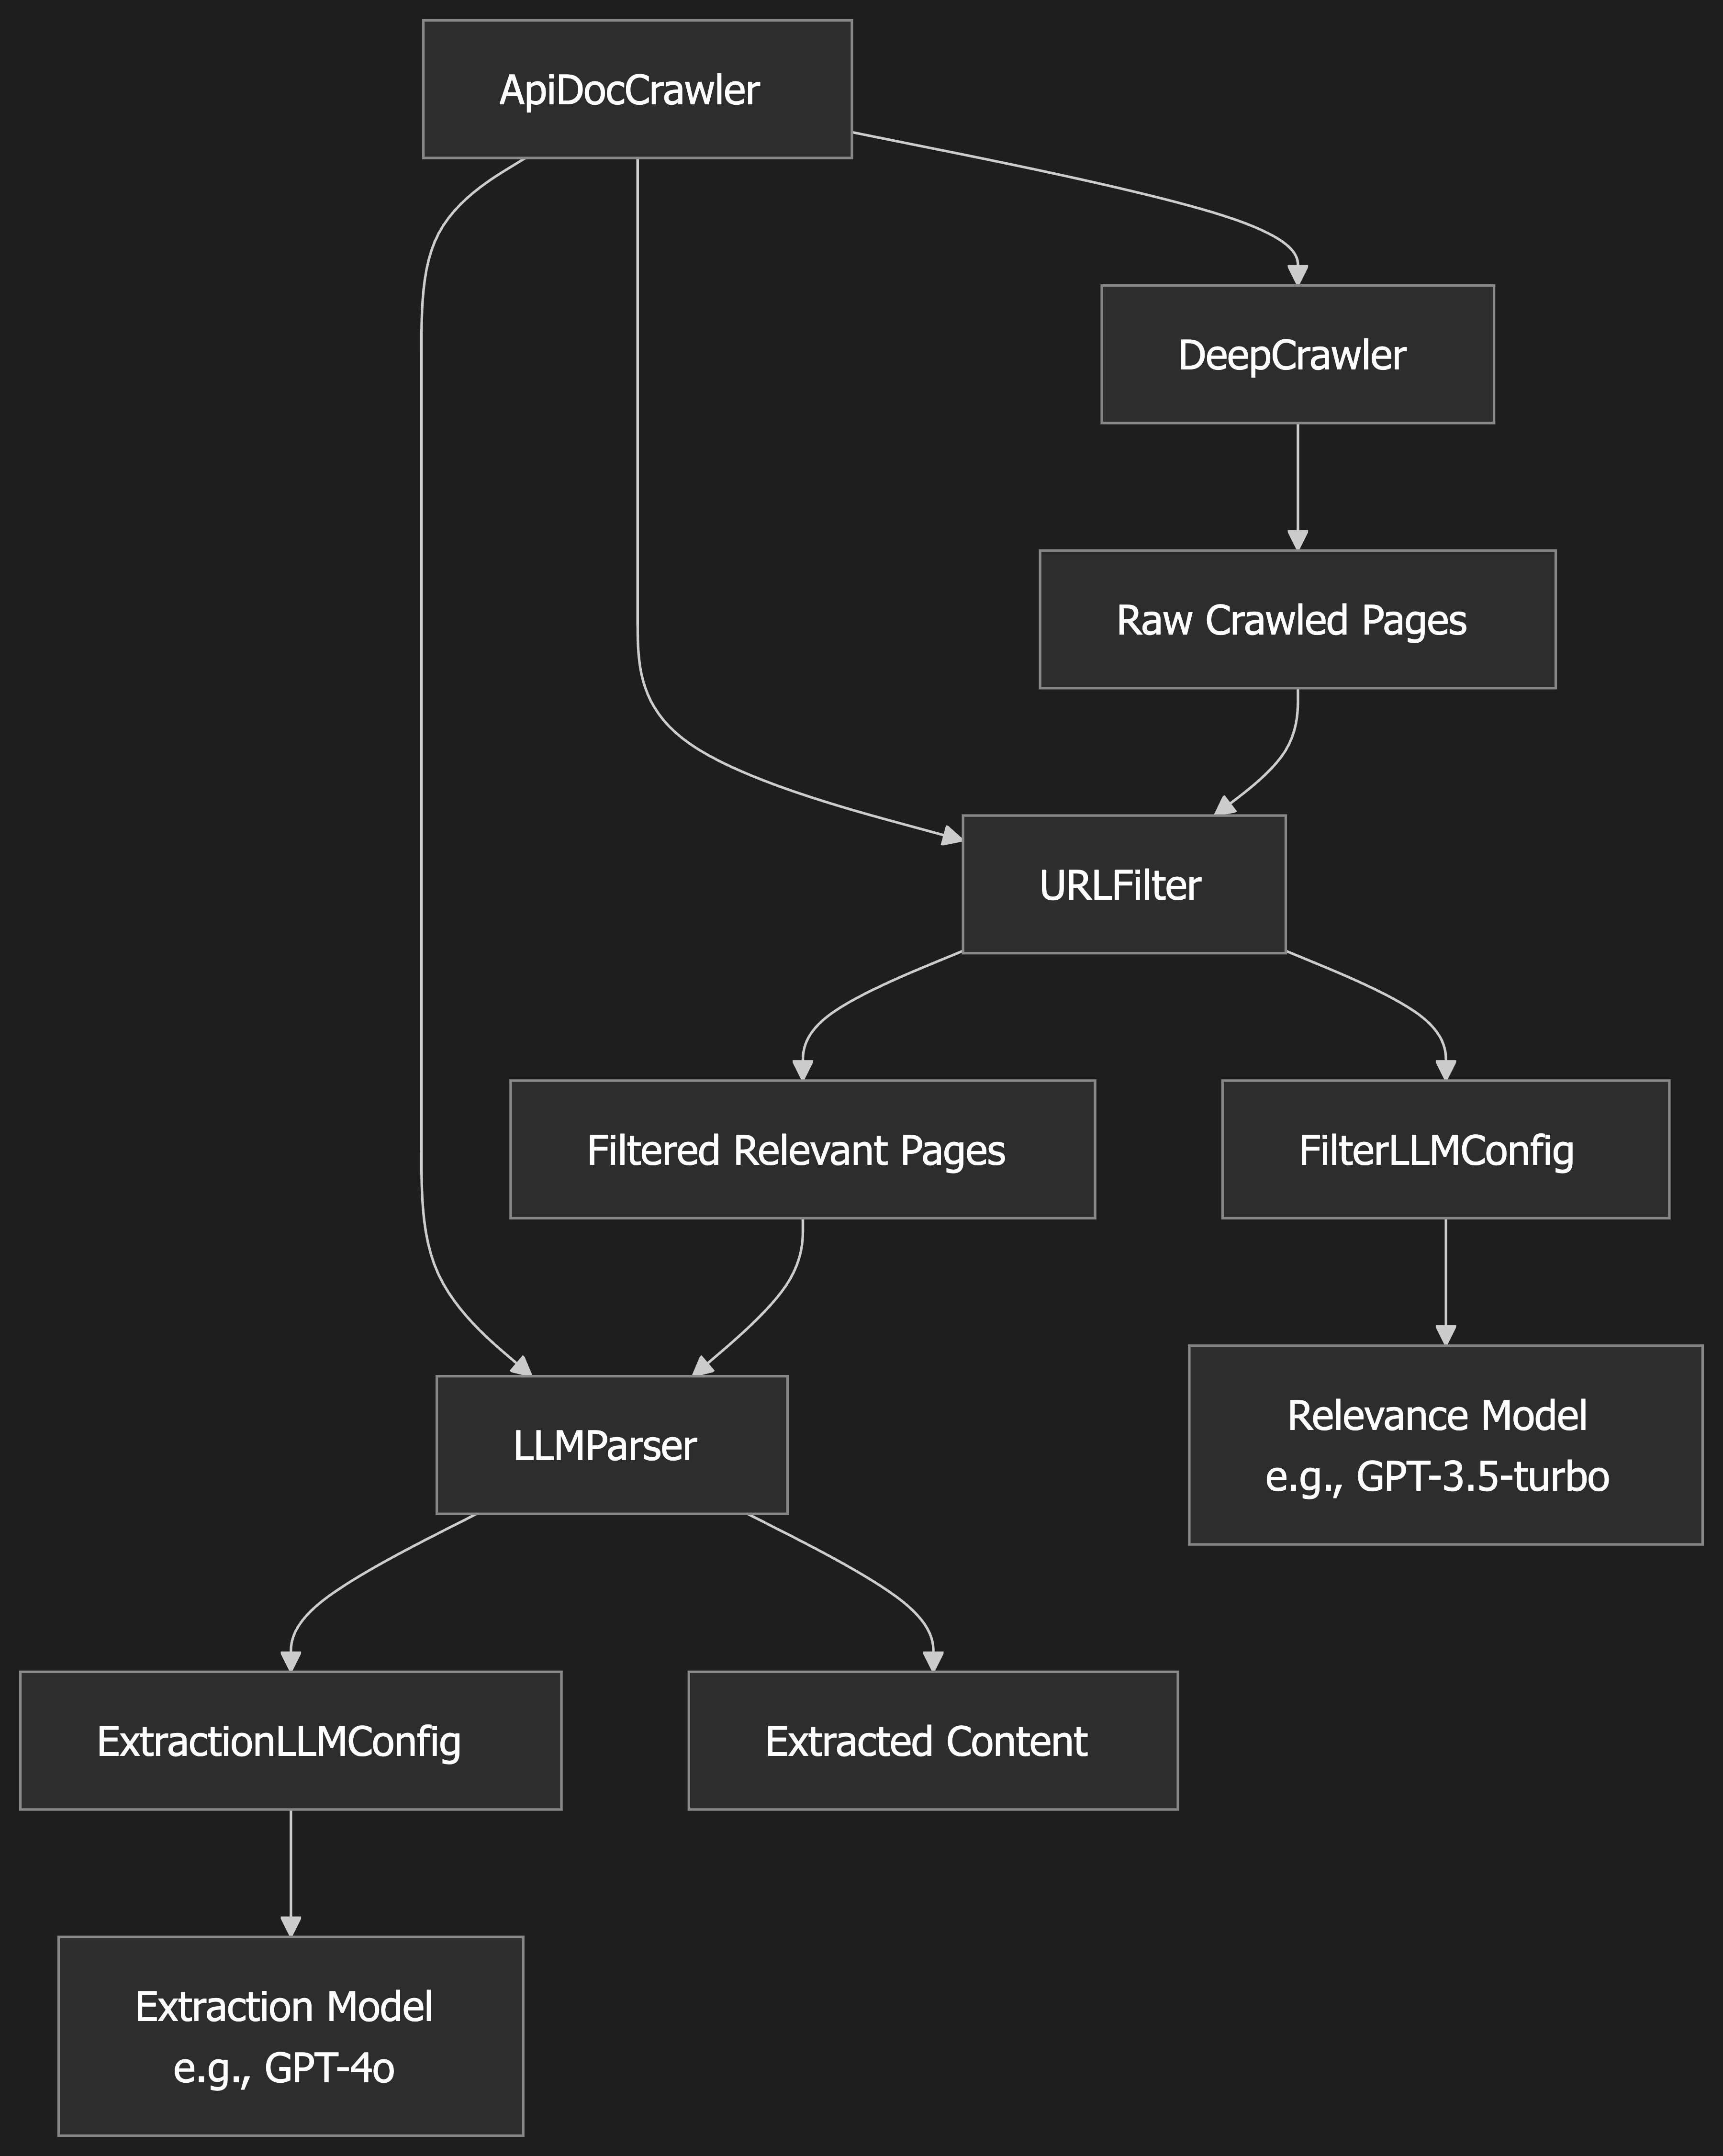 ApiDocCrawler
DeepCrawler
Raw Crawled Pages
URLFilter
Filtered Relevant Pages
FilterLLMConfig
LLMParser
Relevance Model
e.g., GPT-3.5-turbo
ExtractionLLMConfig
Extracted Content
Extraction Model
e.g., GPT-4o